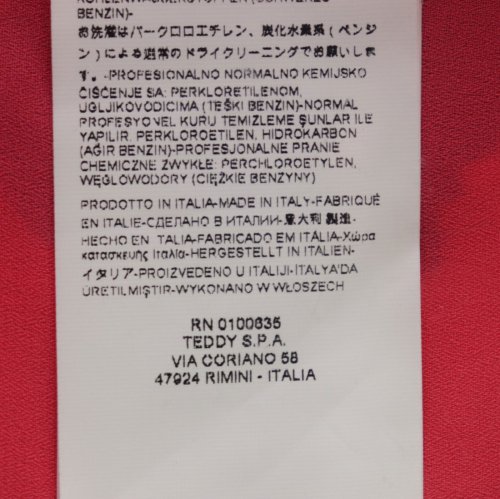 BENZIN)-
お洗濯はパークロロエチレン、炭化水素系(ベンジ
ン)による通常のドライクリーニングでお願いしま
す。-PROFESIONALNO NORMALNO KEMIJSKO
ČIŠĆENJE SA: PERKLORETILENOM,
UGLJIKOVODICIMA (TEŠKI BENZIN)-NORMAL
PROFESYONEL KURU TEMIZLEME ŞUNLAR ILE
YAPILIR. PERKLOROETILEN, HIDROKARBON
(AĞIR BENZIN)-PROFESJONALNE PRANIE
CHEMICZNE ZWYKŁE: PERCHLOROETYLEN,
WĘGLOWODORY (CIĘŻKIE BENZYNY)
PRODOTTO IN ITALIA-MADE IN ITALY-FABRIQUÉ
EN ITALIE-СДЕЛАНО В ИТАЛИИ-意大利 製造-
HECHO EN TALIA-FABRICADO EM ITÁLIA-Χώρα
κατασκευής Ιταλία-HERGESTELLT IN ITALIEN-
イタリア-PROIZVEDENO U ITALIJI-ITALYA'DA
ÜRETILMIŞTIR-WYKONANO W WŁOSZECH
RN 0100635
TEDDY S.P.A.
VIA CORIANO 58
47924 RIMINI - ITALIA